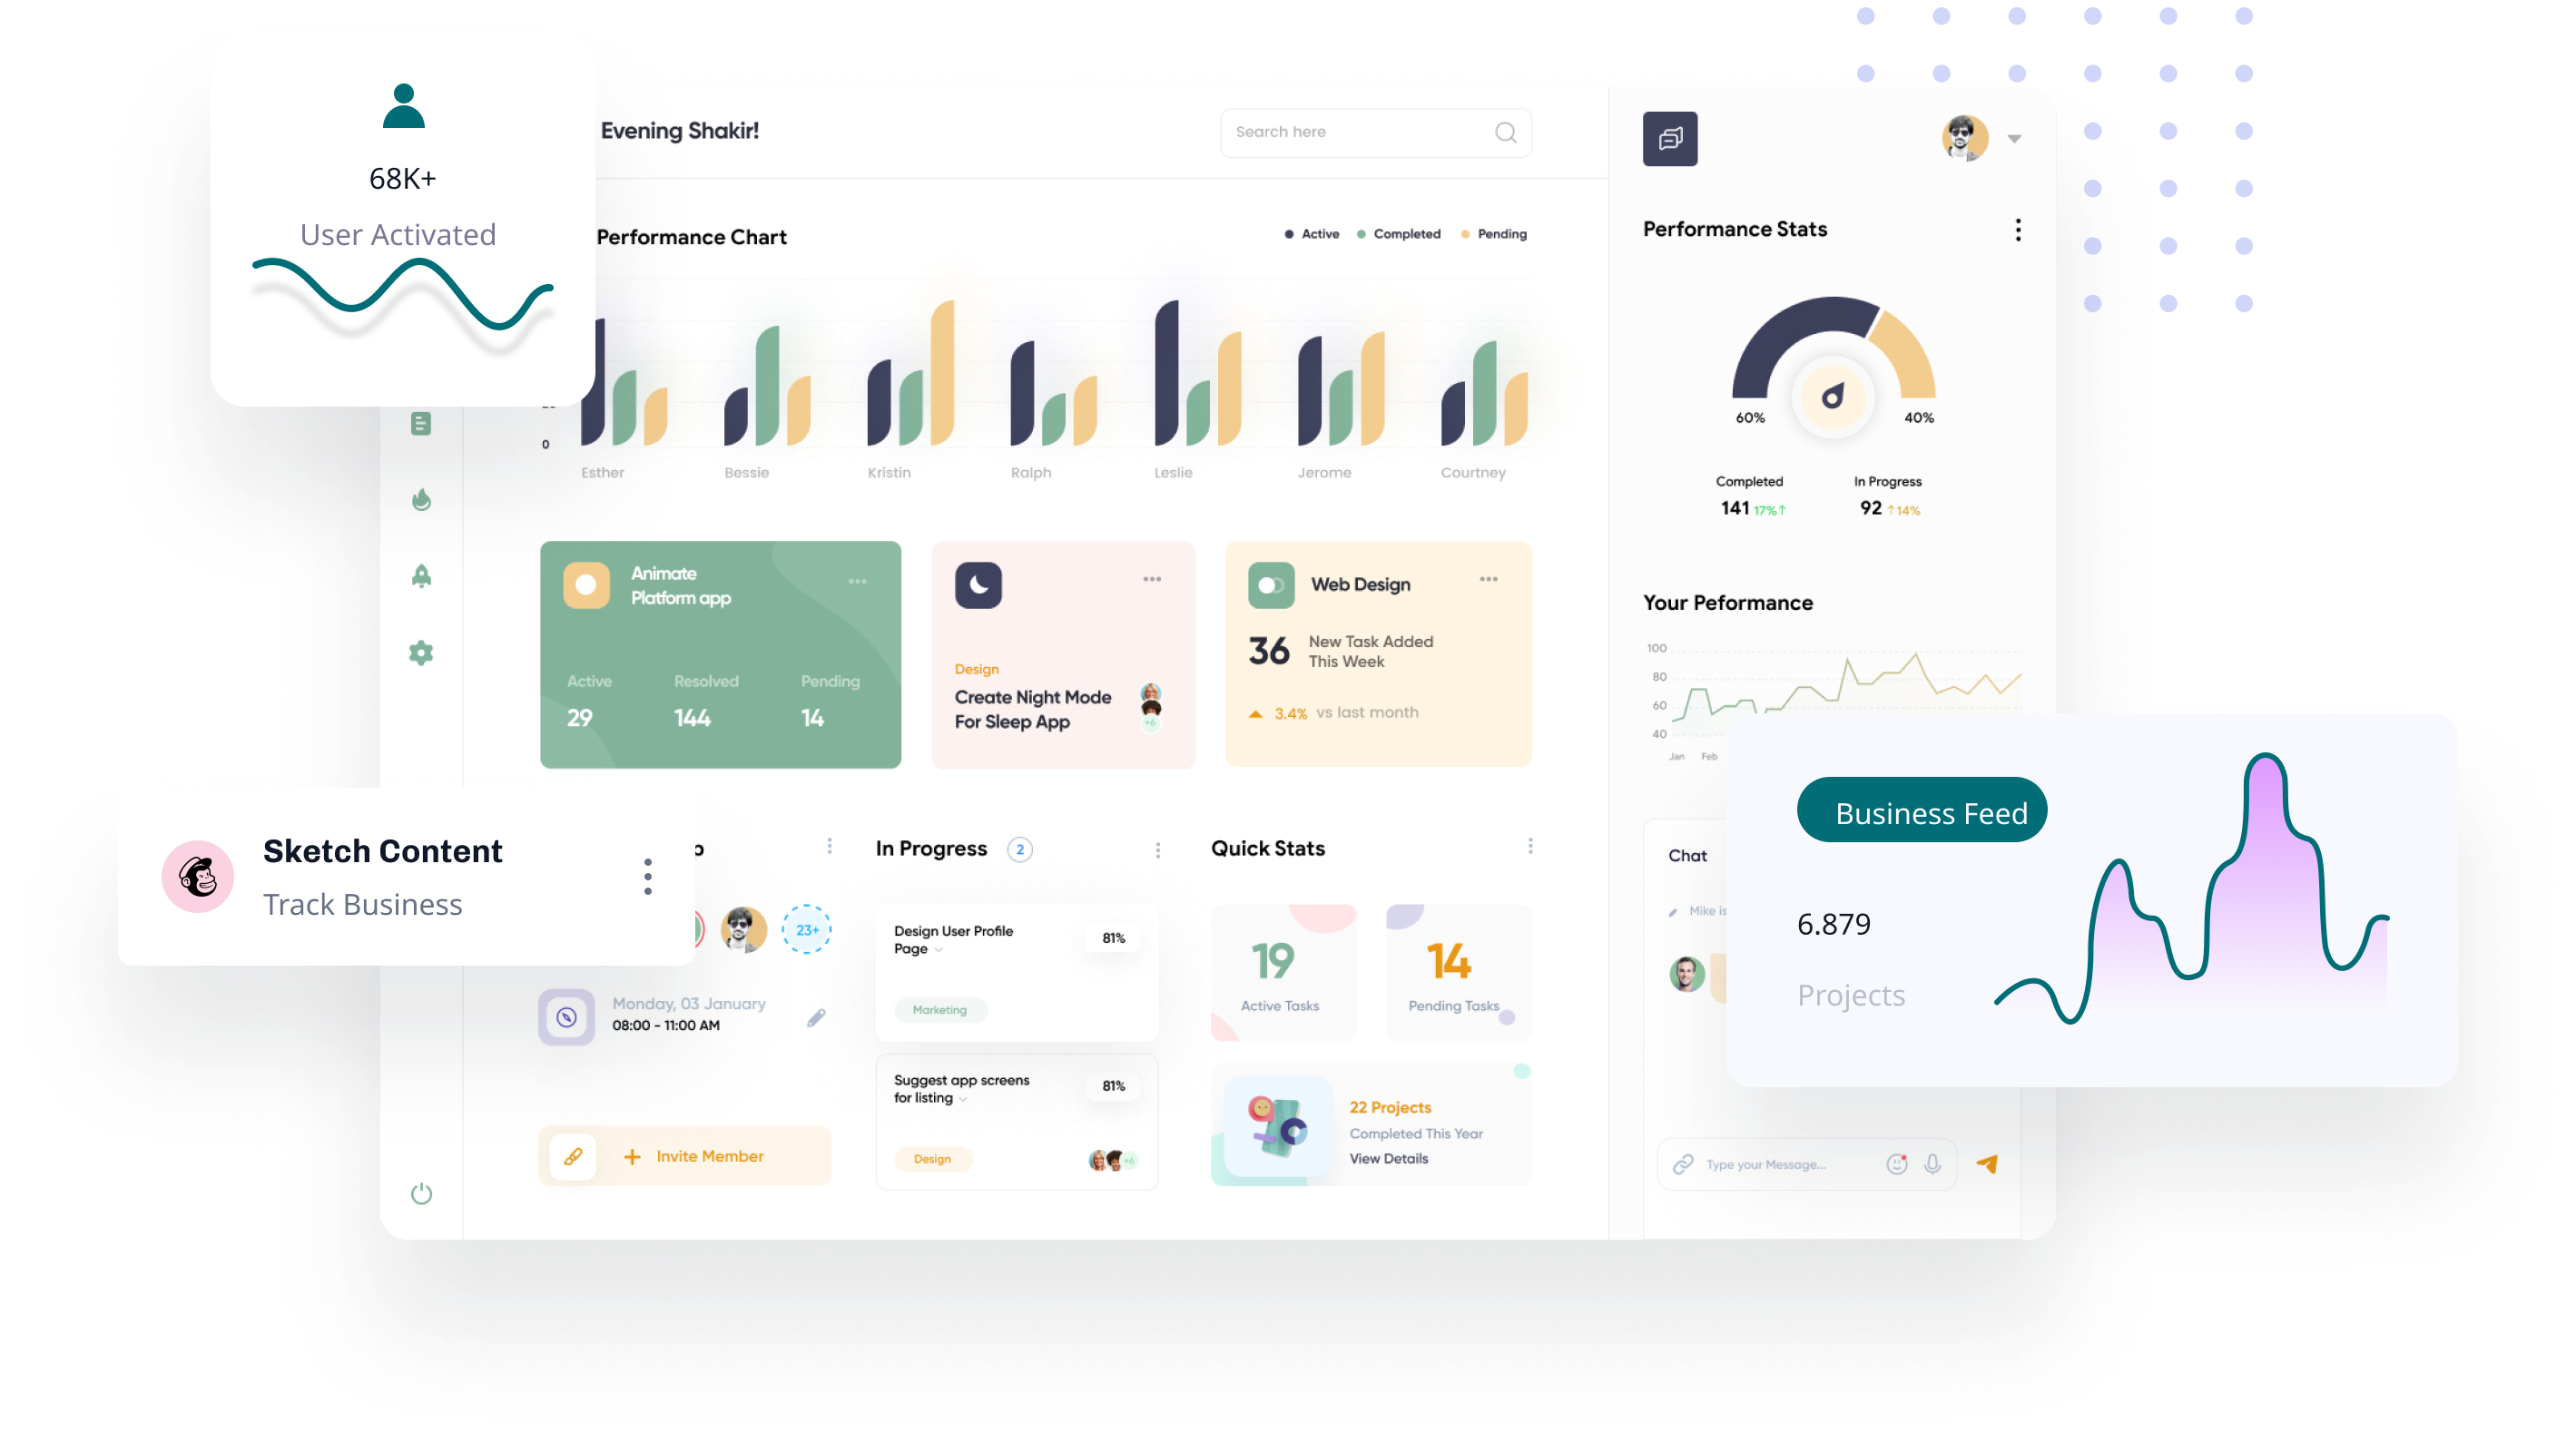 68K+
User Activated
Evening Shakir!
Search here
Performance Chart
Active
Completed
Pending
0
Esther
Bessie
Kristin
Ralph
Leslie
Jerome
Courtney
Animate
Platform app
Active
Resolved
Pending
29
144
14
Design
Create Night Mode
For Sleep App
+6
Web Design
36
New Task Added
This Week
3.4% vs last month
Performance Stats
60%
40%
Completed
In Progress
141 17%↑
92 ↑14%
Your Peformance
100
80
60
40
Jan
Feb
Sketch Content
Track Business
23+
Monday, 03 January
08:00 - 11:00 AM
+ Invite Member
In Progress
2
Design User Profile
Page
81%
Marketing
Suggest app screens
for listing
81%
Design
+6
Quick Stats
19
Active Tasks
14
Pending Tasks
22 Projects
Completed This Year
View Details
Chat
Mike is
Type your Message...
Business Feed
6.879
Projects